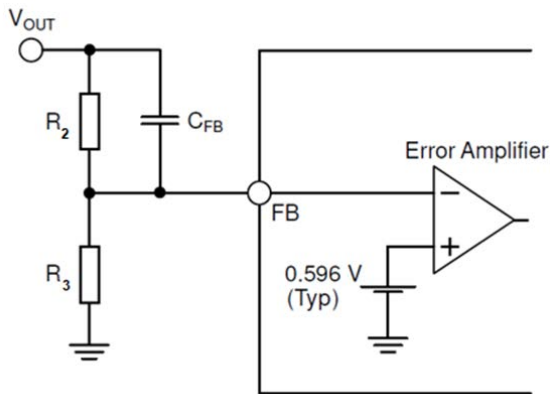 VOUT
R2
CFB
Error Amplifier
FB
−
+
R3
0.596 V
(Typ)